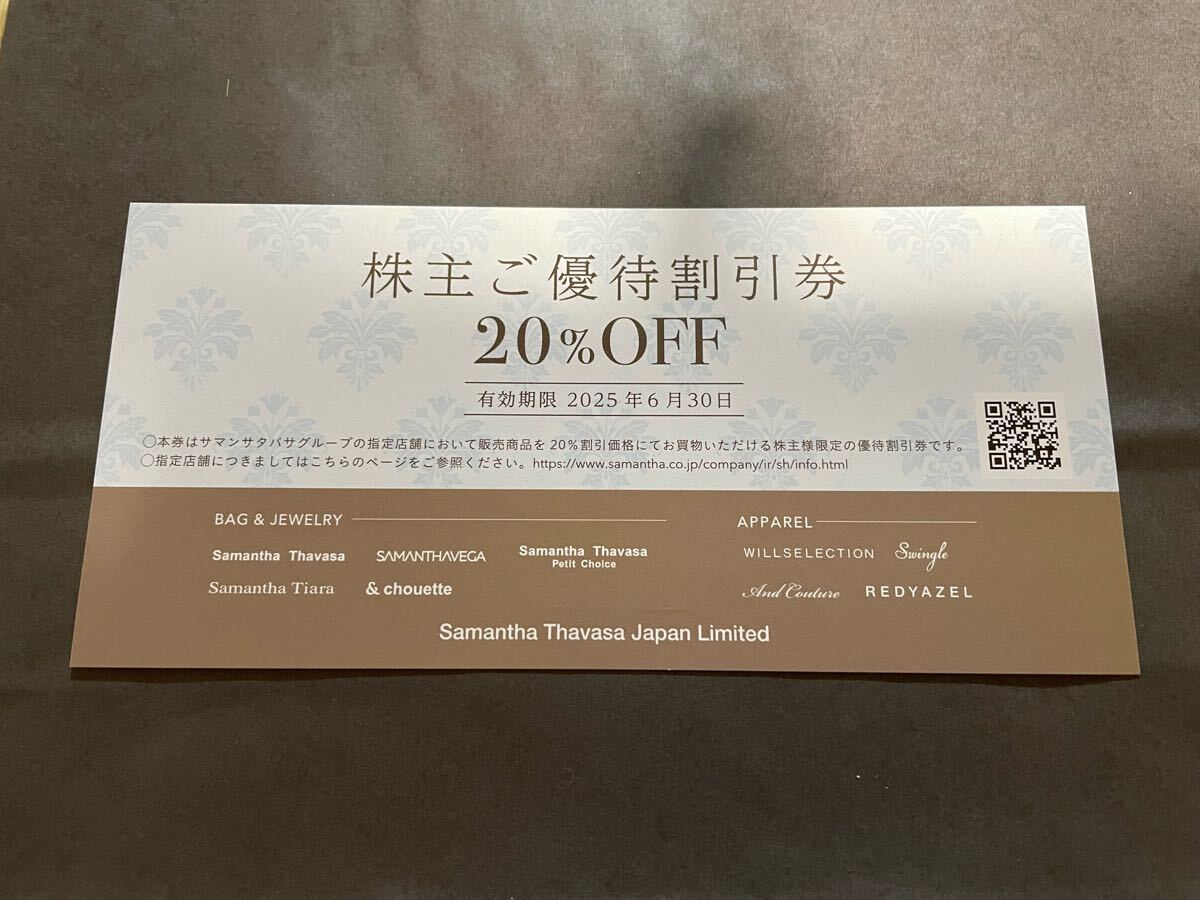 株主ご優待割引券
20%OFF
有効期限 2025年6月30日
〇本券はサマンサタバサグループの指定店舗において販売商品を20%割引価格にてお買物いただける株主様限定の優待割引券です。
〇指定店舗につきましてはこちらのページをご参照ください。https://www.samantha.co.jp/company/ir/sh/info.html
BAG & JEWELRY
Samantha Thavasa SAMANTHAVEGA Samantha Thavasa Petit Choice
Samantha Tiara & chouette
APPAREL
WILLSELECTION Swingle
And Couture REDYAZEL
Samantha Thavasa Japan Limited